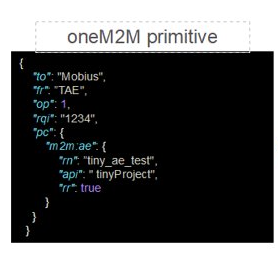 oneM2M primitive
{
"to": "Mobius",
"fr": "TAE",
"op": 1,
"rqi": "1234",
"pc": {
"m2m:ae": {
"rn": "tiny_ae_test",
"api": " tinyProject",
"rr": true
}
}
}